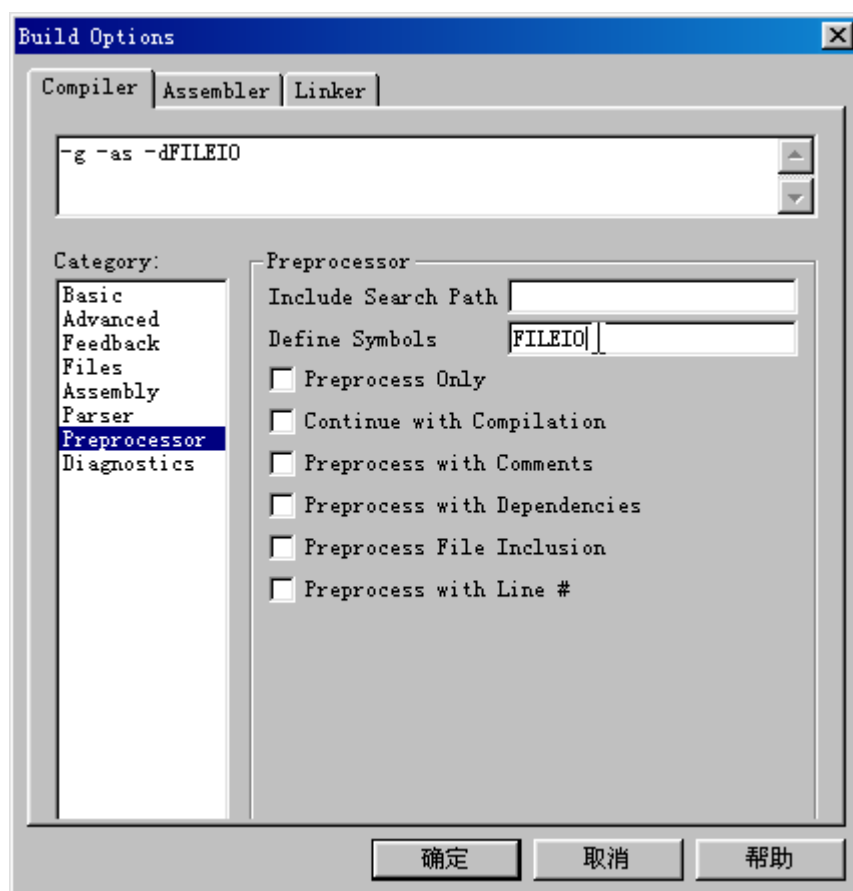 Build Options
Compiler Assembler Linker
-g -as -dFILEIO
Category:
Basic
Advanced
Feedback
Files
Assembly
Parser
Preprocessor
Diagnostics
Preprocessor
Include Search Path
Define Symbols FILEIO
Preprocess Only
Continue with Compilation
Preprocess with Comments
Preprocess with Dependencies
Preprocess File Inclusion
Preprocess with Line #
确定 取消 帮助